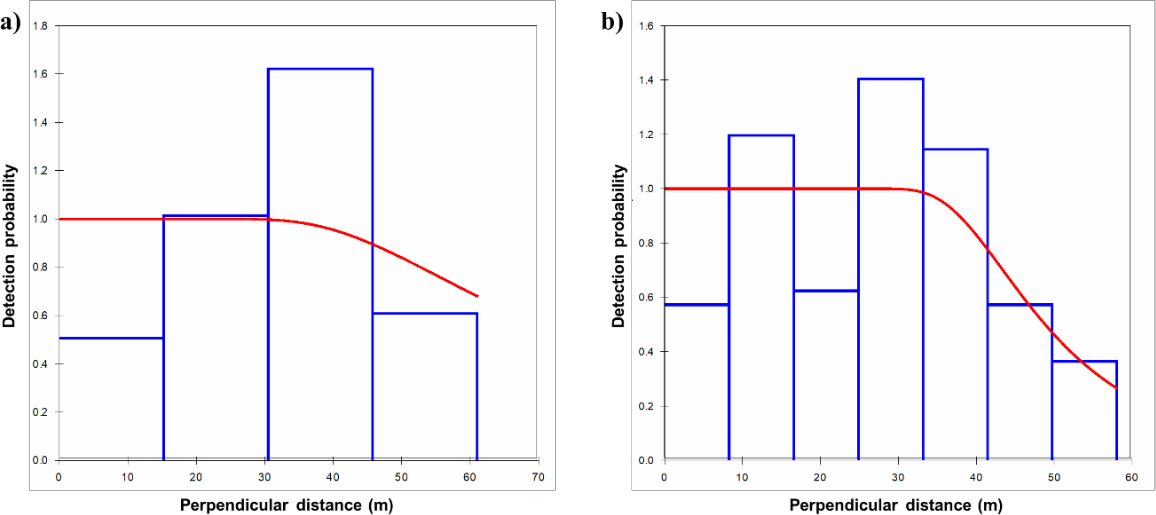 a)
1.8
1.6
1.4
1.2
1.0
0.8
0.6
0.4
0.2
0.0
0 10 20 30 40 50 60 70
Detection probability
Perpendicular distance (m)
b)
1.6
1.4
1.2
1.0
0.8
0.6
0.4
0.2
0.0
0 10 20 30 40 50 60
Detection probability
Perpendicular distance (m)